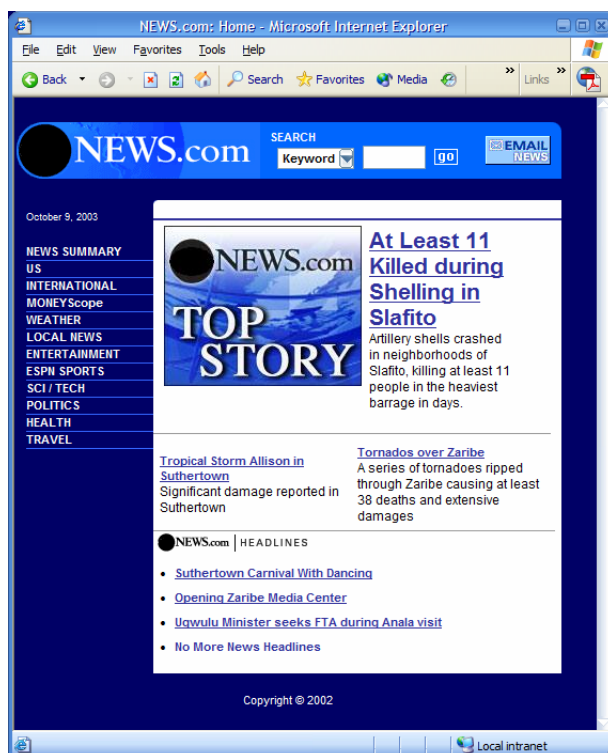 NEWS.com: Home - Microsoft Internet Explorer
File Edit View Favorites Tools Help
Back Search Favorites Media » Links »
NEWS.com
SEARCH
Keyword go
EMAIL
NEWS
October 9, 2003
NEWS SUMMARY
US
INTERNATIONAL
MONEYScope
WEATHER
LOCAL NEWS
ENTERTAINMENT
ESPN SPORTS
SCI / TECH
POLITICS
HEALTH
TRAVEL
NEWS.com
TOP
STORY
At Least 11
Killed during
Shelling in
Slafito
Artillery shells crashed
in neighborhoods of
Slafito, killing at least 11
people in the heaviest
barrage in days.
Tropical Storm Allison in
Suthertown
Significant damage reported in
Suthertown
Tornados over Zaribe
A series of tornadoes ripped
through Zaribe causing at least
38 deaths and extensive
damages
NEWS.com | HEADLINES
• Suthertown Carnival With Dancing
• Opening Zaribe Media Center
• Uqwulu Minister seeks FTA during Anala visit
• No More News Headlines
Copyright © 2002
Local intranet